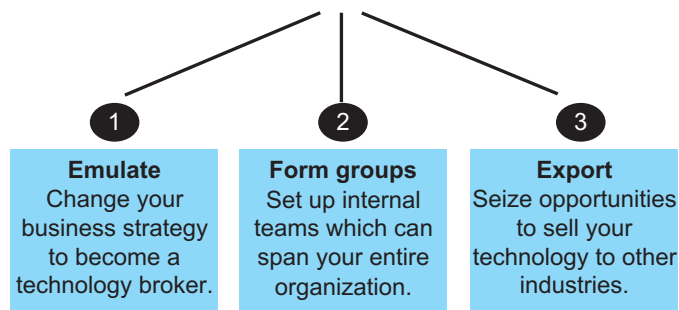 1
Emulate
Change your
business strategy
to become a
technology broker.
2
Form groups
Set up internal
teams which can
span your entire
organization.
3
Export
Seize opportunities
to sell your
technology to other
industries.